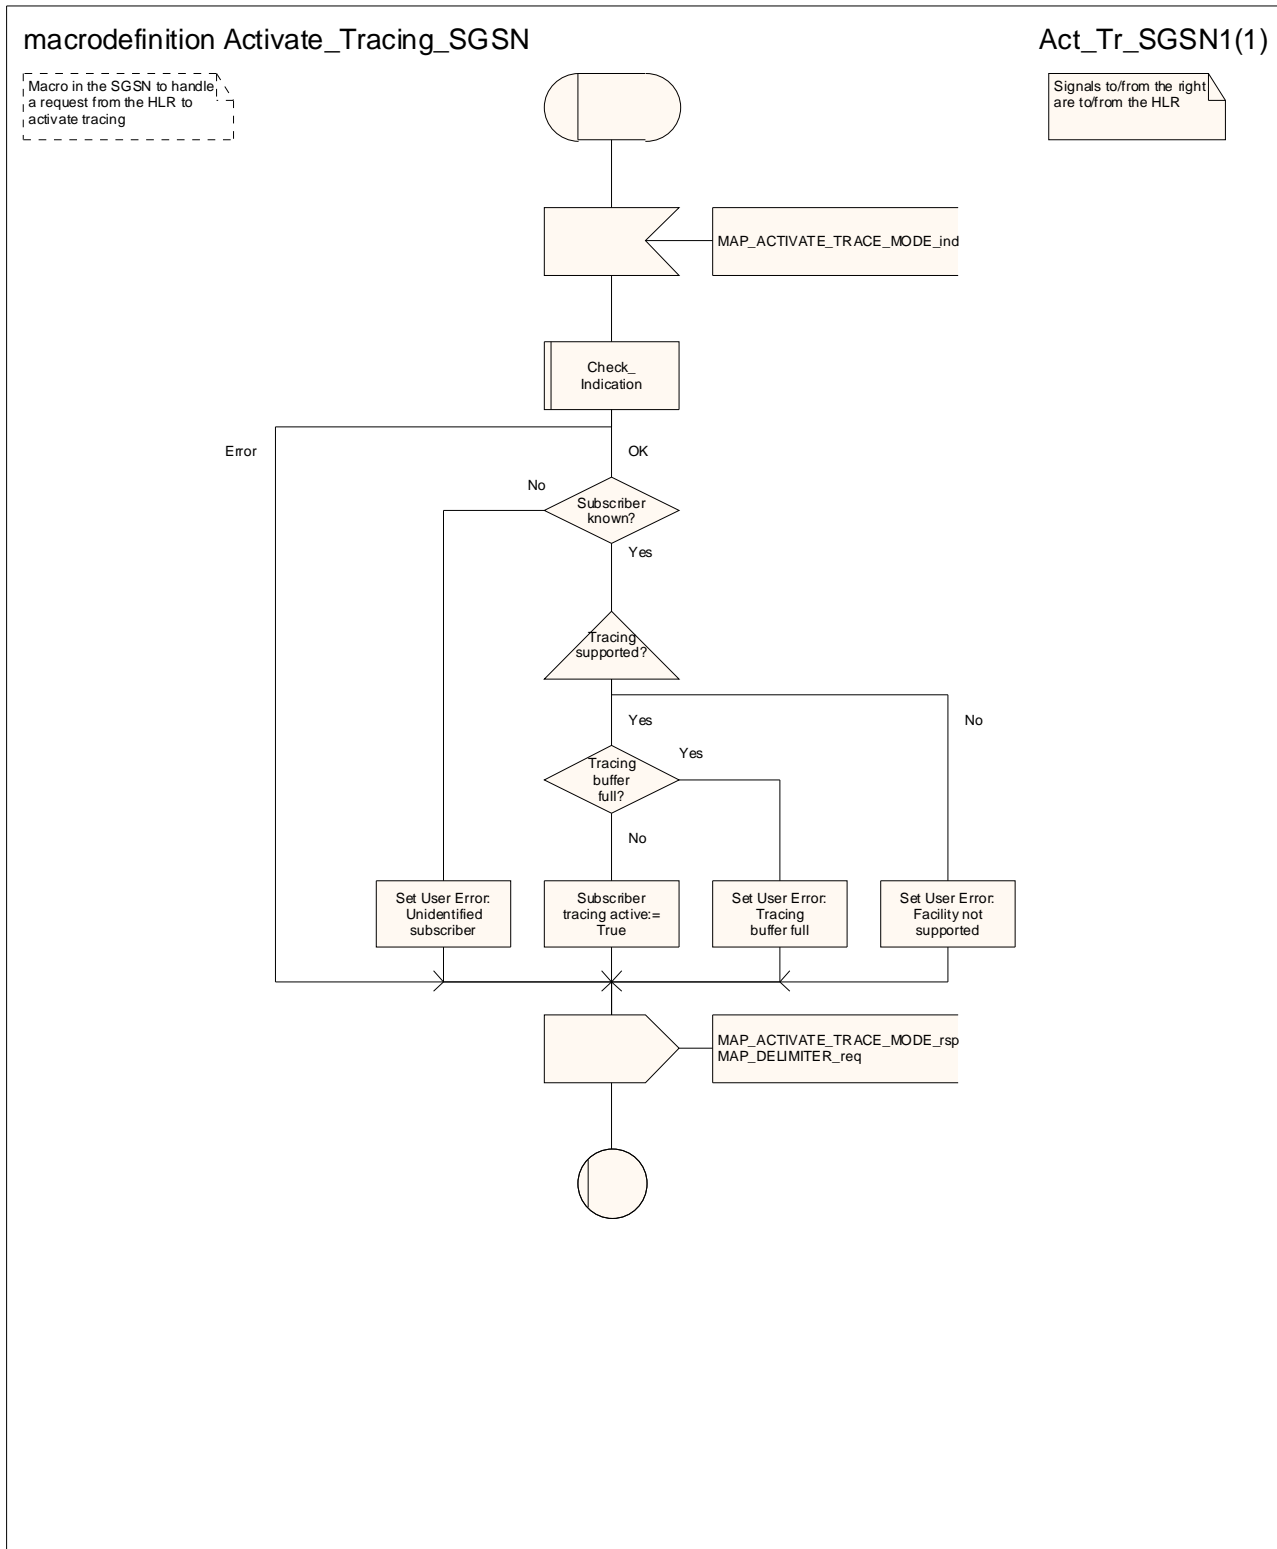 macrodefinition Activate_Tracing_SGSN
Act_Tr_SGSN1(1)
Macro in the SGSN to handle
a request from the HLR to
activate tracing
Signals to/from the right
are to/from the HLR
MAP_ACTIVATE_TRACE_MODE_ind
Check_
Indication
Error
OK
No
Subscriber
known?
Yes
Tracing
supported?
Yes
No
Yes
Tracing
buffer
full?
No
Set User Error:
Unidentified
subscriber
Subscriber
tracing active:=
True
Set User Error:
Tracing
buffer full
Set User Error:
Facility not
supported
MAP_ACTIVATE_TRACE_MODE_rsp
MAP_DELIMITER_req